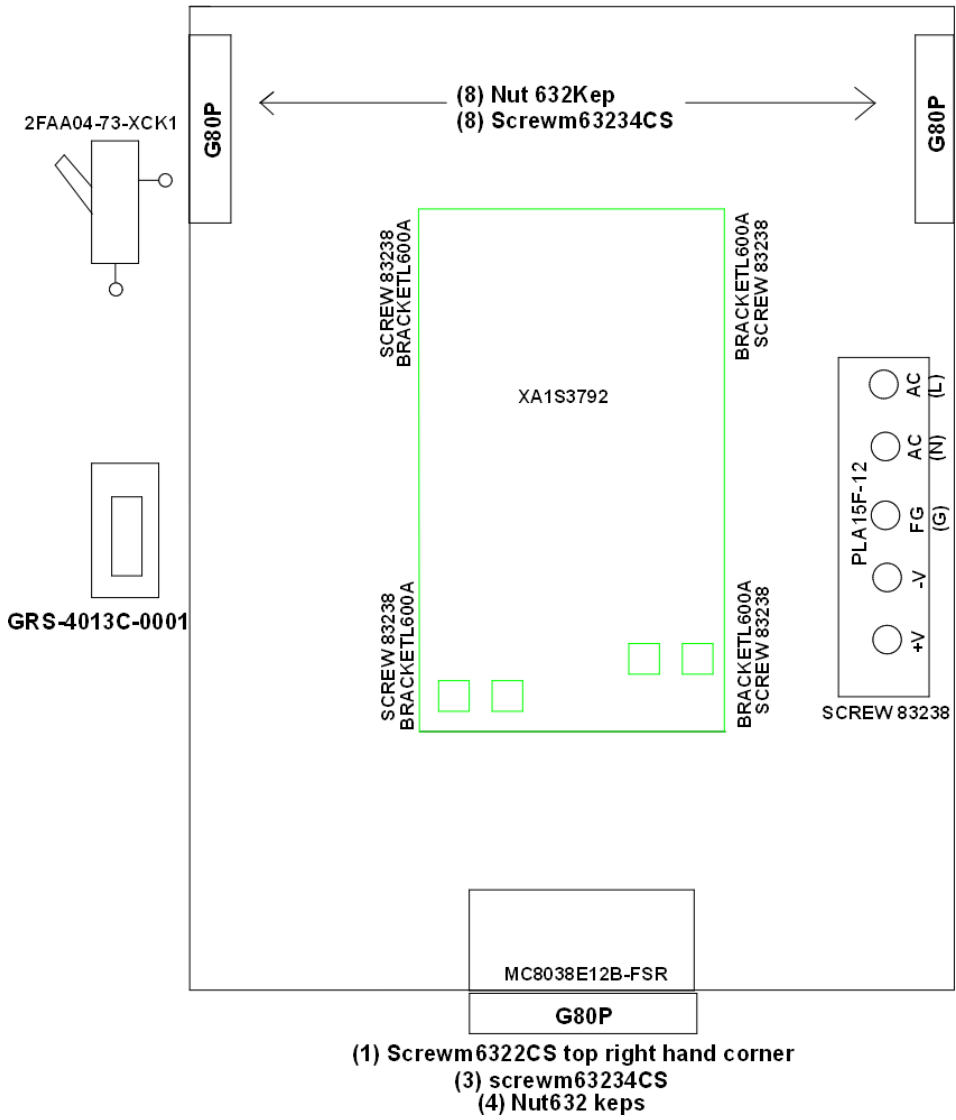 G80P
(8) Nut 632Kep
(8) Screwm63234CS
G80P
2FAA04-73-XCK1
SCREW 83238
BRACKETL600A
BRACKETL600A
SCREW 83238
XA1S3792
AC (L)
AC (N)
FG (G)
-V
+V
PLA15F-12
GRS-4013C-0001
SCREW 83238
BRACKETL600A
BRACKETL600A
SCREW 83238
SCREW 83238
MC8038E12B-FSR
G80P
(1) Screwm6322CS top right hand corner
(3) screwm63234CS
(4) Nut632 keps